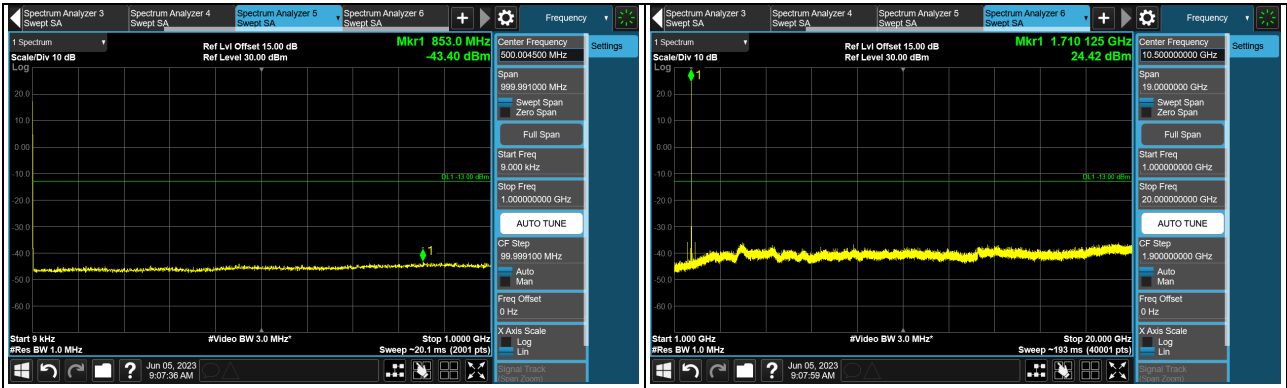 Spectrum Analyzer 3
Swept SA
Spectrum Analyzer 4
Swept SA
Spectrum Analyzer 5
Swept SA
Spectrum Analyzer 6
Swept SA
+
Frequency
1 Spectrum
Scale/Div 10 dB
Log
Ref Lvl Offset 15.00 dB
Ref Level 30.00 dBm
Mkr1 853.0 MHz
-43.40 dBm
20.0
10.0
0.00
-10.0
-20.0
-30.0
-40.0
-50.0
-60.0
DL1 -13.00 dBm
1
Start 9 kHz
#Res BW 1.0 MHz
#Video BW 3.0 MHz*
Stop 1.0000 GHz
Sweep ~20.1 ms (2001 pts)
Center Frequency
500.004500 MHz
Settings
Span
999.991000 MHz
Swept Span
Zero Span
Full Span
Start Freq
9.000 kHz
Stop Freq
1.000000000 GHz
AUTO TUNE
CF Step
99.999100 MHz
Auto
Man
Freq Offset
0 Hz
X Axis Scale
Log
Lin
Signal Track
(Span Zoom)
?
Jun 05, 2023
9:07:36 AM
Spectrum Analyzer 3
Swept SA
Spectrum Analyzer 4
Swept SA
Spectrum Analyzer 5
Swept SA
Spectrum Analyzer 6
Swept SA
+
Frequency
1 Spectrum
Scale/Div 10 dB
Log
Ref Lvl Offset 15.00 dB
Ref Level 30.00 dBm
Mkr1 1.710 125 GHz
24.42 dBm
1
20.0
10.0
0.00
-10.0
-20.0
-30.0
-40.0
-50.0
-60.0
DL1 -13.00 dBm
Start 1.000 GHz
#Res BW 1.0 MHz
#Video BW 3.0 MHz*
Stop 20.000 GHz
Sweep ~193 ms (40001 pts)
Center Frequency
10.500000000 GHz
Settings
Span
19.0000000 GHz
Swept Span
Zero Span
Full Span
Start Freq
1.000000000 GHz
Stop Freq
20.000000000 GHz
AUTO TUNE
CF Step
1.900000000 GHz
Auto
Man
Freq Offset
0 Hz
X Axis Scale
Log
Lin
Signal Track
(Span Zoom)
?
Jun 05, 2023
9:07:59 AM